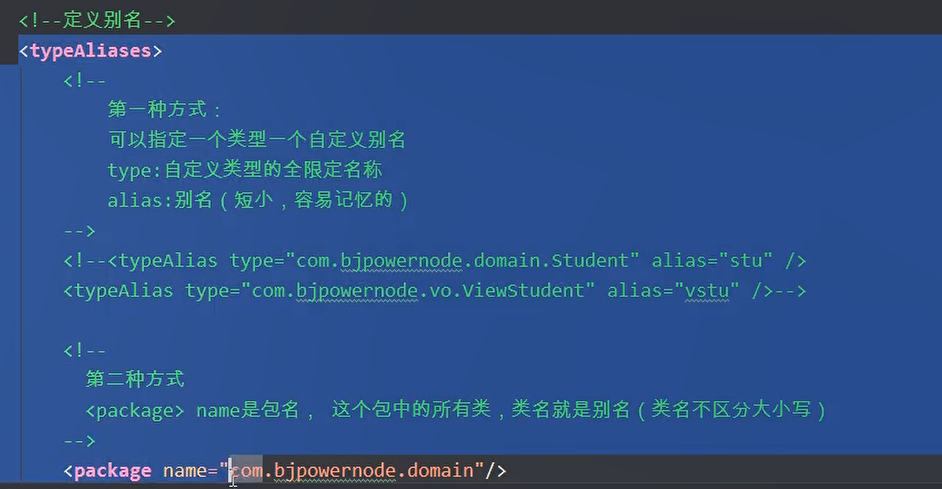 <!--定义别名-->
<typeAliases>
<!--
第一种方式：
可以指定一个类型一个自定义别名
type:自定义类型的全限定名称
alias:别名（短小，容易记忆的）
-->
<!--<typeAlias type="com.bjpowernode.domain.Student" alias="stu" />
<typeAlias type="com.bjpowernode.vo.ViewStudent" alias="vstu" />-->
<!--
第二种方式
<package> name是包名， 这个包中的所有类，类名就是别名（类名不区分大小写）
-->
<package name="com.bjpowernode.domain"/>